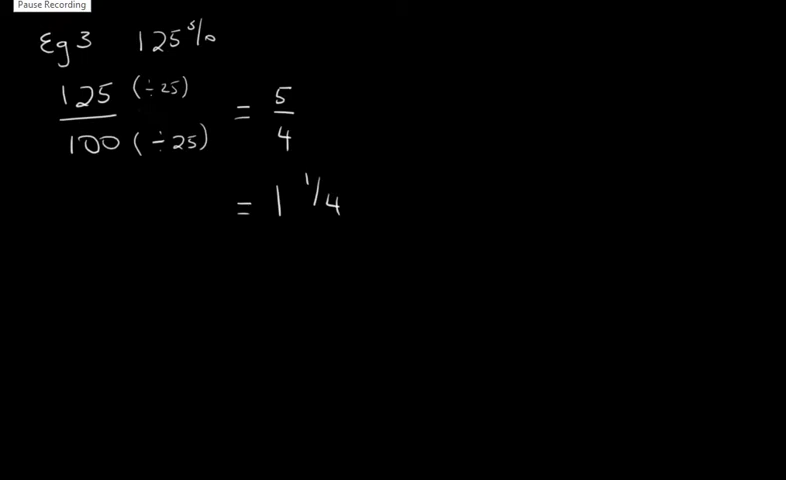 Pause Recording
Eg 3 125%
125 (÷25) = 5
100 (÷25) 4
= 1 1/4